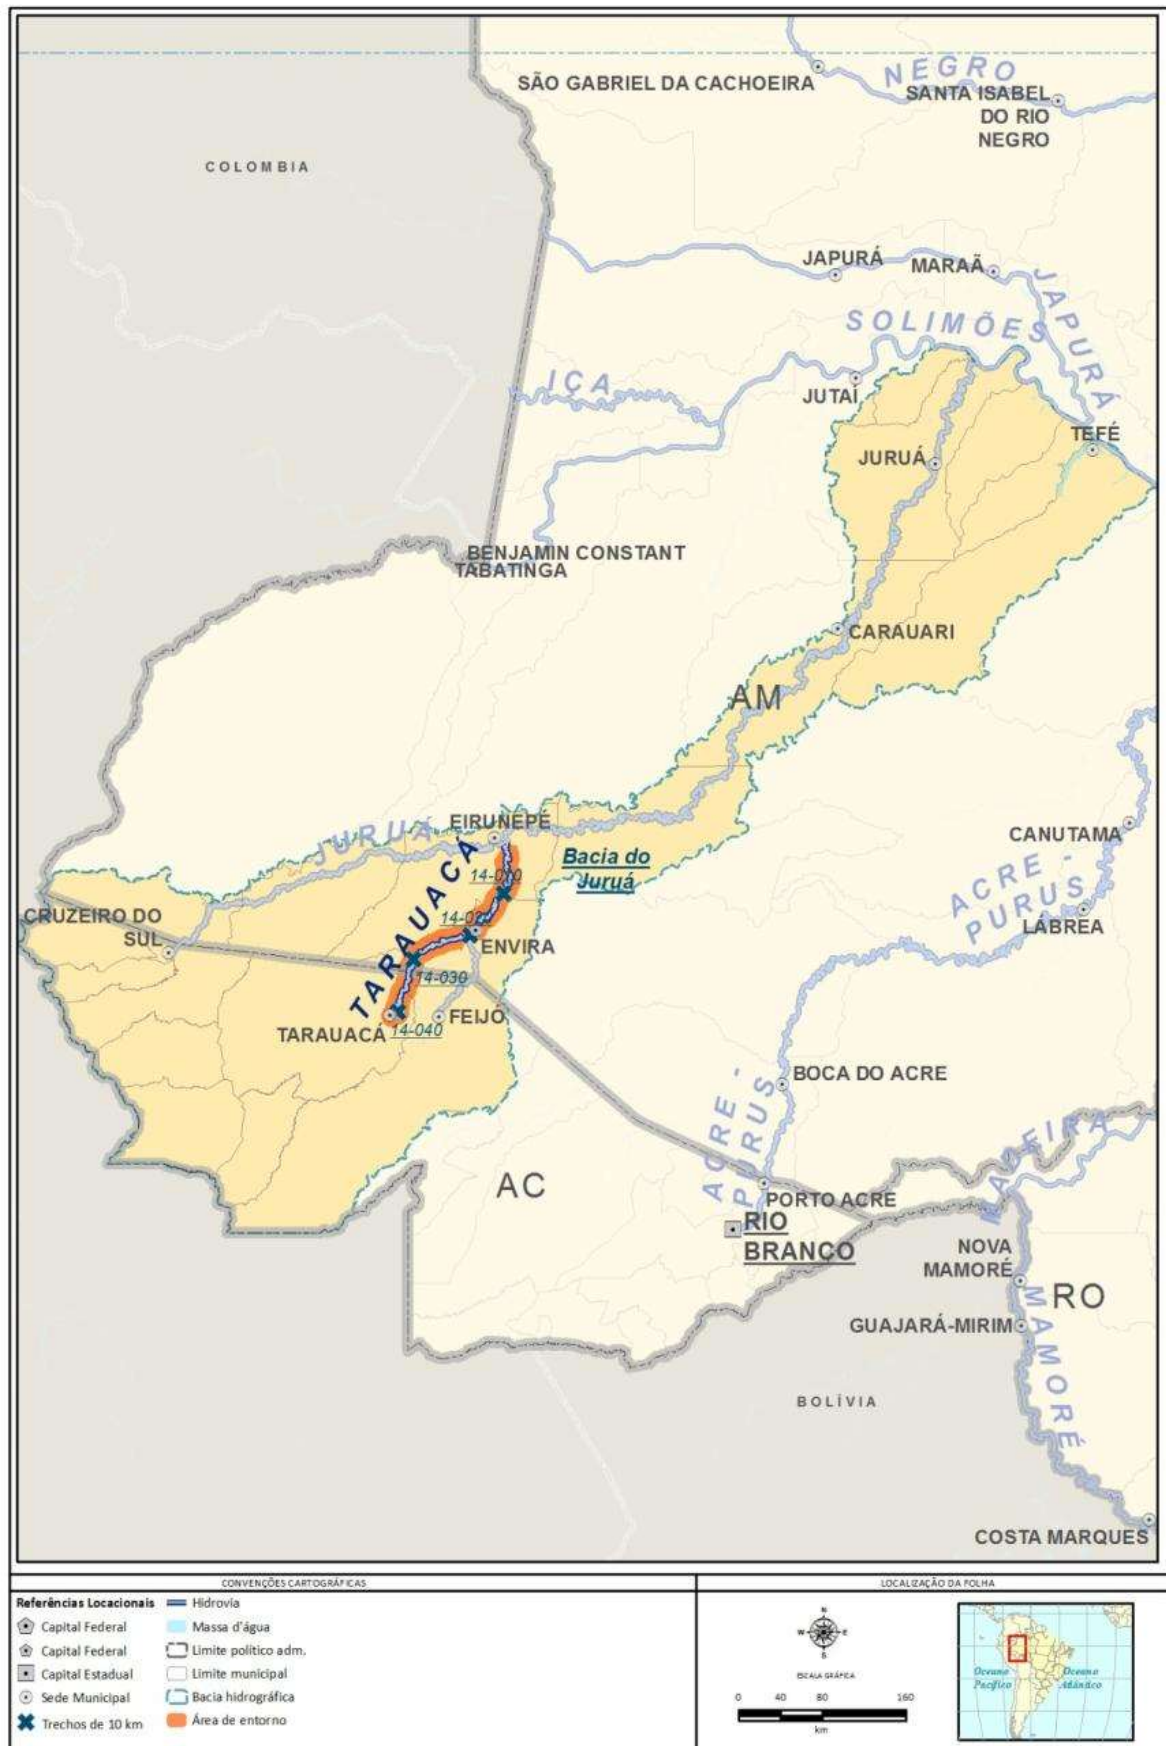 NEGRO
SÃO GABRIEL DA CACHOEIRA
SANTA ISABEL
DO RIO
NEGRO
COLOMBIA
JAPURÁ
MARAÃ
JAPURÁ
SOLIMÕES
IÇA
JUTAÍ
TEFÉ
JURUÁ
BENJAMIN CONSTANT
TABATINGA
CARAUARI
AM
EIRUNEPÉ
JURUÁ
CANUTAMA
Bacia do
Juruá
TARAUACÁ
14-010
ACRE -
PURUS
CRUZEIRO DO
SUL
LÁBREA
ENVIRA
14-030
FEIJÓ
TARAUACÁ
14-040
BOCA DO ACRE
ACRE -
PURUS
MADEIRA
AC
PORTO ACRE
RIO
BRANCO
NOVA
MAMORÉ
RO
GUAJARÁ-MIRIM
MAMORÉ
BOLÍVIA
COSTA MARQUES
CONVENÇÕES CARTOGRÁFICAS
Referências Locacionais
Capital Federal
Capital Federal
Capital Estadual
Sede Municipal
Trechos de 10 km
Hidrovia
Massa d'água
Limite político adm.
Limite municipal
Bacia hidrográfica
Área de entorno
LOCALIZAÇÃO DA FOLHA
N
W
E
S
ESCALA GRÁFICA
0 40 80 160
km
Oceano
Pacífico
Oceano
Atlântico